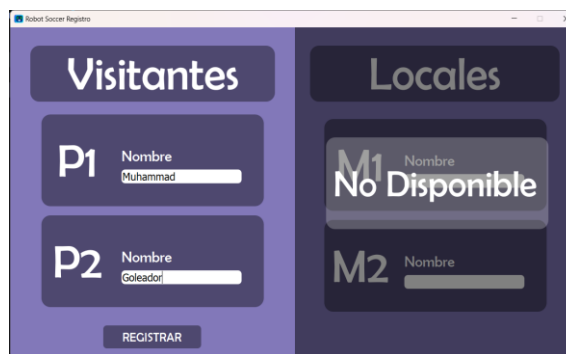 Robot Soccer Registro
Visitantes
P1
Nombre
Muhammad
P2
Nombre
Goleador
REGISTRAR
Locales
M1
Nombre
No Disponible
M2
Nombre